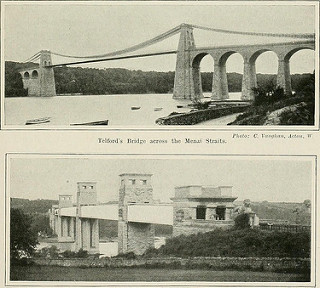 Telford's Bridge across the Menai Straits.
Photo: C. Vaughan, Acton, W